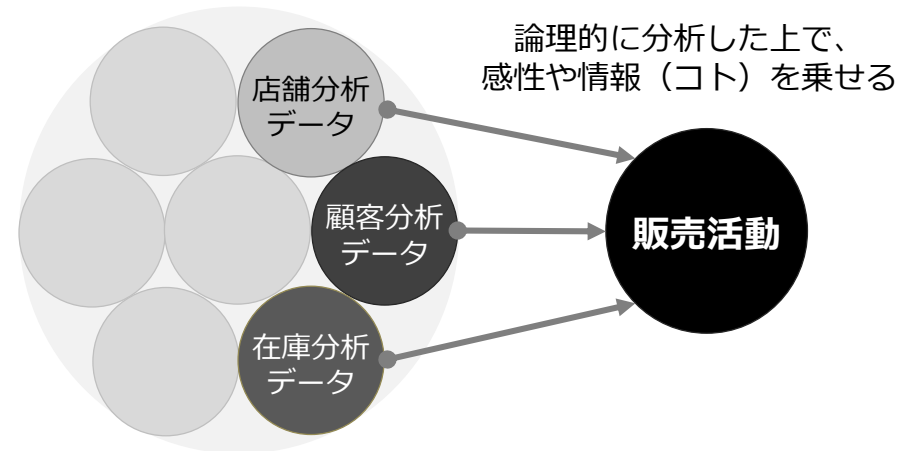 論理的に分析した上で、
感性や情報（コト）を乗せる
店舗分析
データ
顧客分析
データ
販売活動
在庫分析
データ